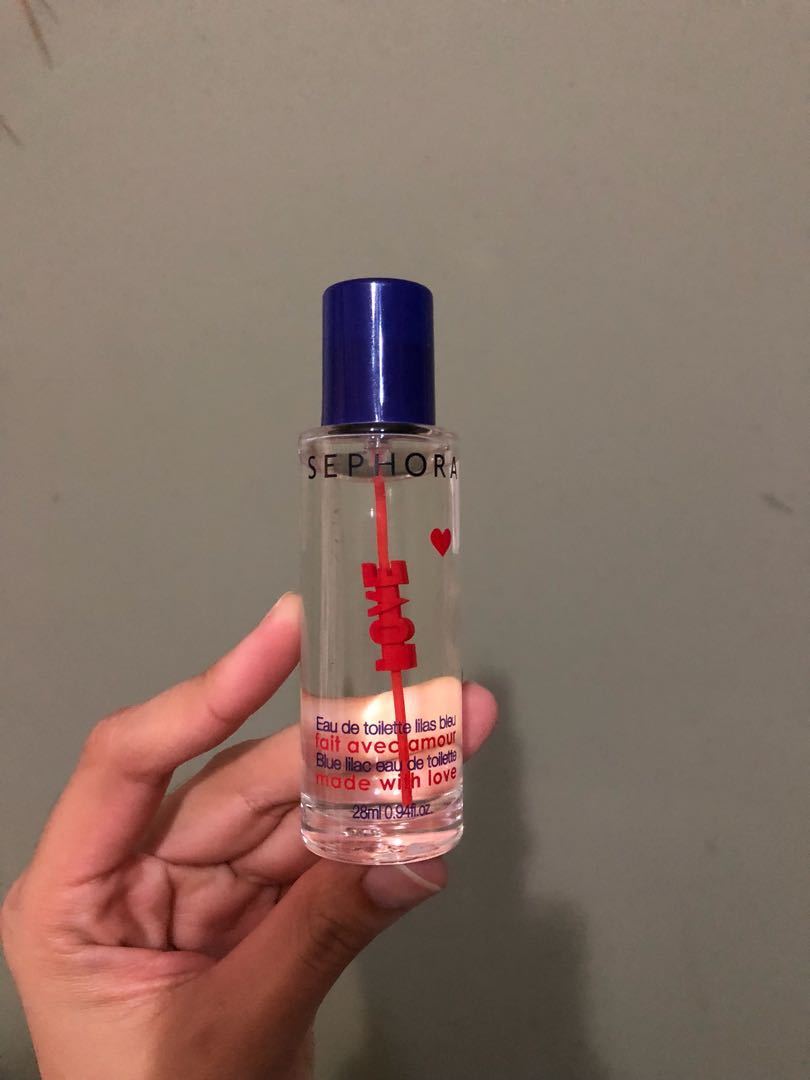 SEPHORA
LOVE
Eau de toilette lilas bleu
fait avec amour
Blue lilac eau de toilette
made with love
28ml 0.94fl.oz.